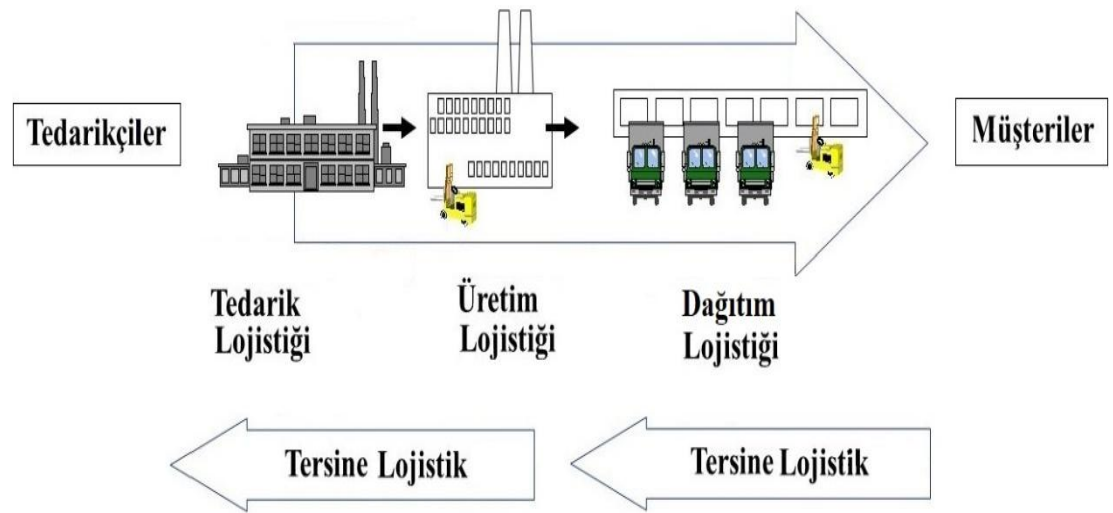 Tedarikçiler
Müşteriler
Tedarik
Lojistiği
Üretim
Lojistiği
Dağıtım
Lojistiği
Tersine Lojistik
Tersine Lojistik